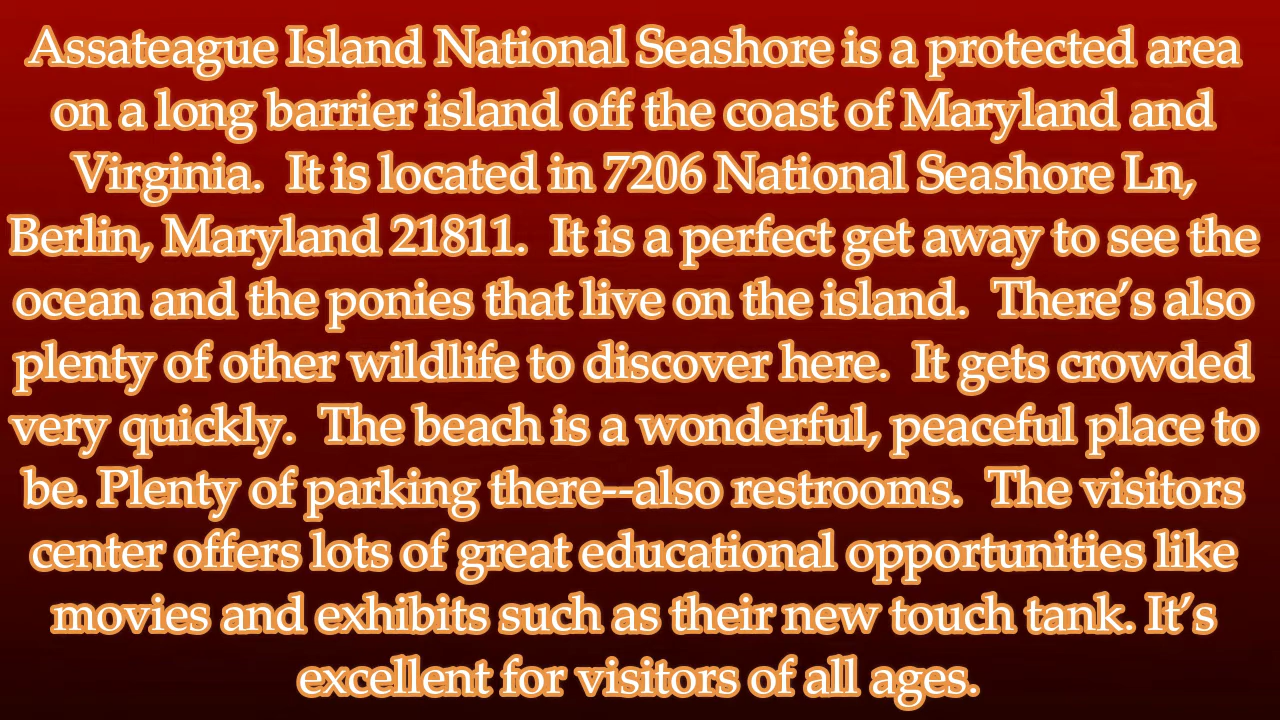 Assateague Island National Seashore is a protected area
on a long barrier island off the coast of Maryland and
Virginia.  It is located in 7206 National Seashore Ln,
Berlin, Maryland 21811.  It is a perfect get away to see the
ocean and the ponies that live on the island.  There’s also
plenty of other wildlife to discover here.  It gets crowded
very quickly.  The beach is a wonderful, peaceful place to
be. Plenty of parking there--also restrooms.  The visitors
center offers lots of great educational opportunities like
movies and exhibits such as their new touch tank. It’s
excellent for visitors of all ages.